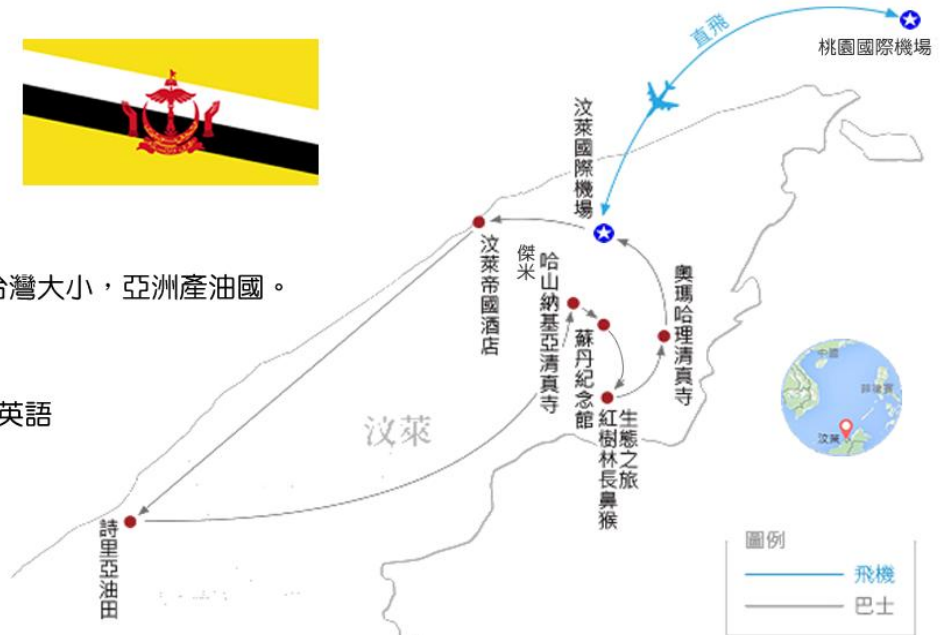 直飛
桃園國際機場
汶萊國際機場
汶萊帝國酒店
傑米
哈山納基亞清真寺
奧瑪哈理清真寺
台灣大小，亞洲產油國。
蘇丹紀念館
英語
汶萊
生態之旅
紅樹林長鼻猴
中國
菲律賓
汶萊
詩里亞油田
圖例
飛機
巴士